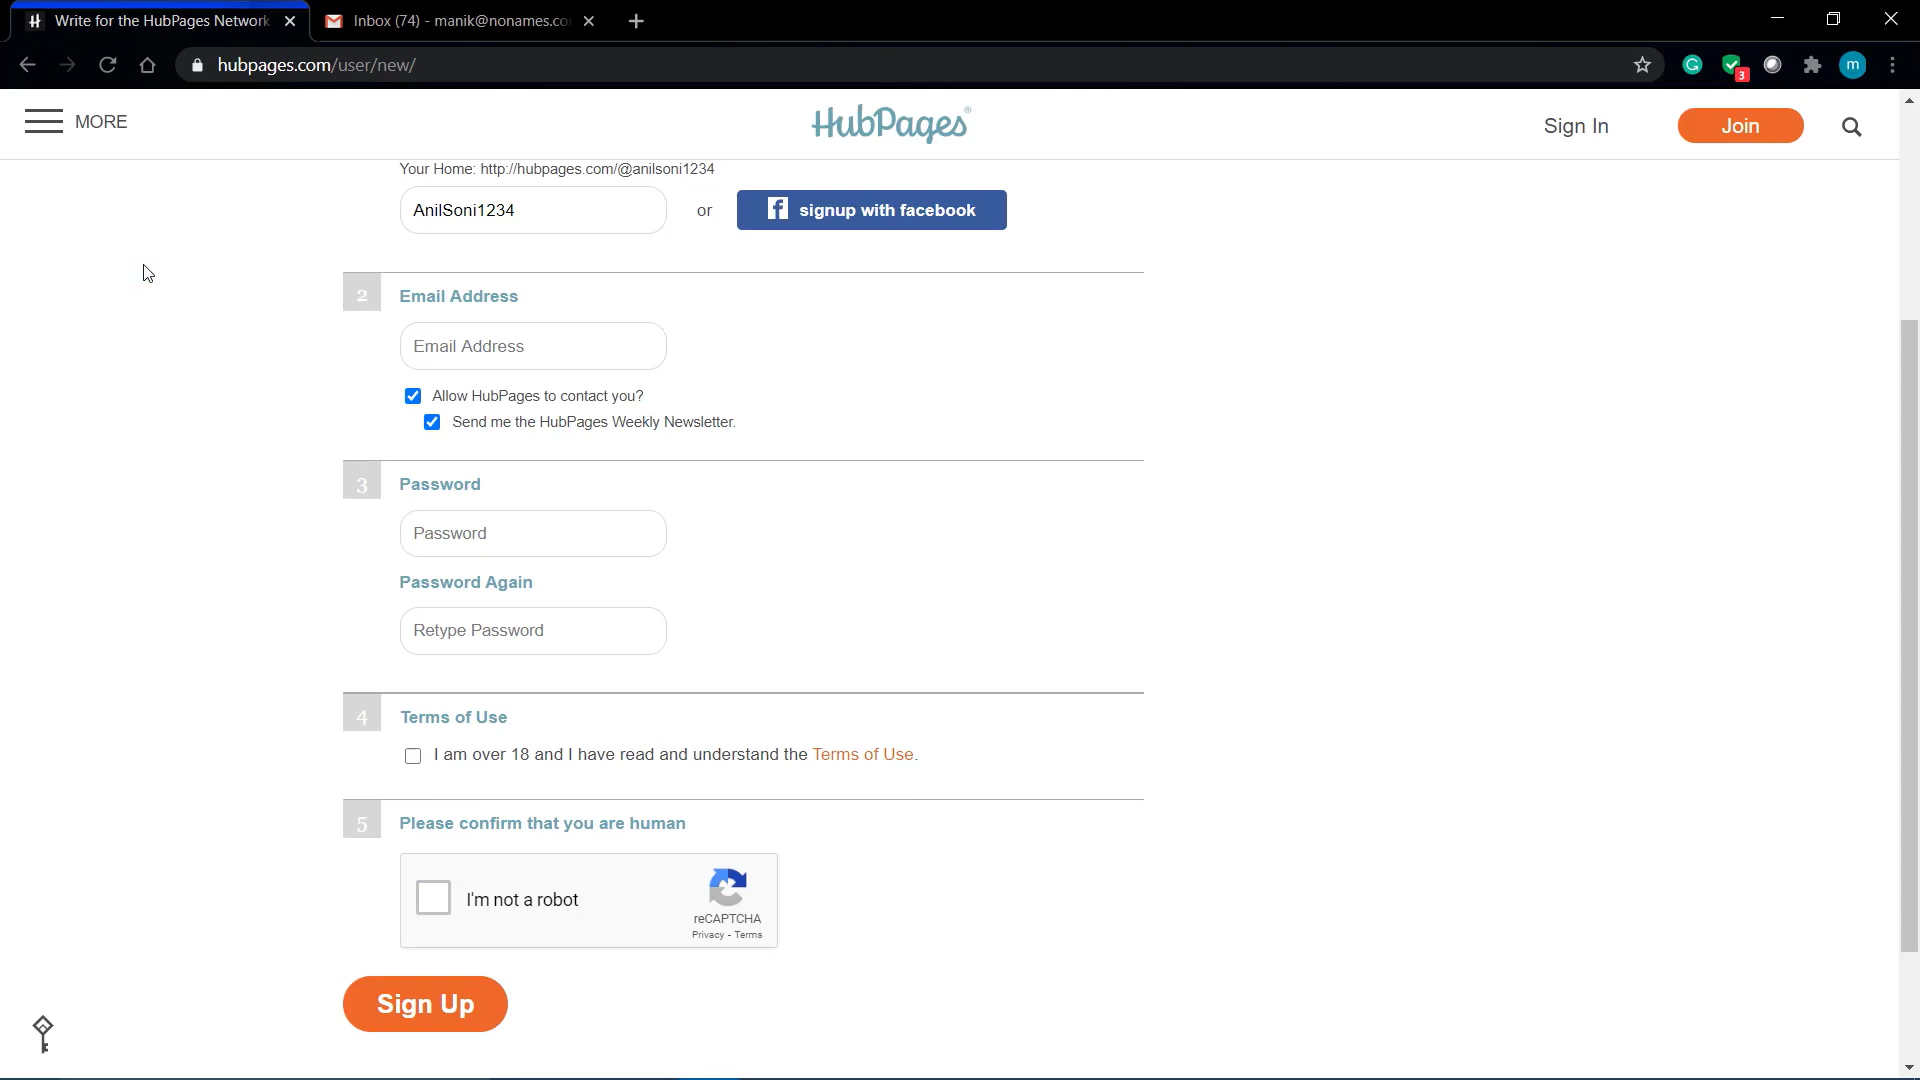 Write for the HubPages Network
Inbox (74) - manik@nonames.co
hubpages.com/user/new/
G
3
m
MORE
HubPages®
Sign In
Join
Your Home: http://hubpages.com/@anilsoni1234
AnilSoni1234
or
f signup with facebook
2 Email Address
Email Address
Allow HubPages to contact you?
Send me the HubPages Weekly Newsletter.
3 Password
Password
Password Again
Retype Password
4 Terms of Use
I am over 18 and I have read and understand the Terms of Use.
5 Please confirm that you are human
I'm not a robot
reCAPTCHA
Privacy - Terms
Sign Up